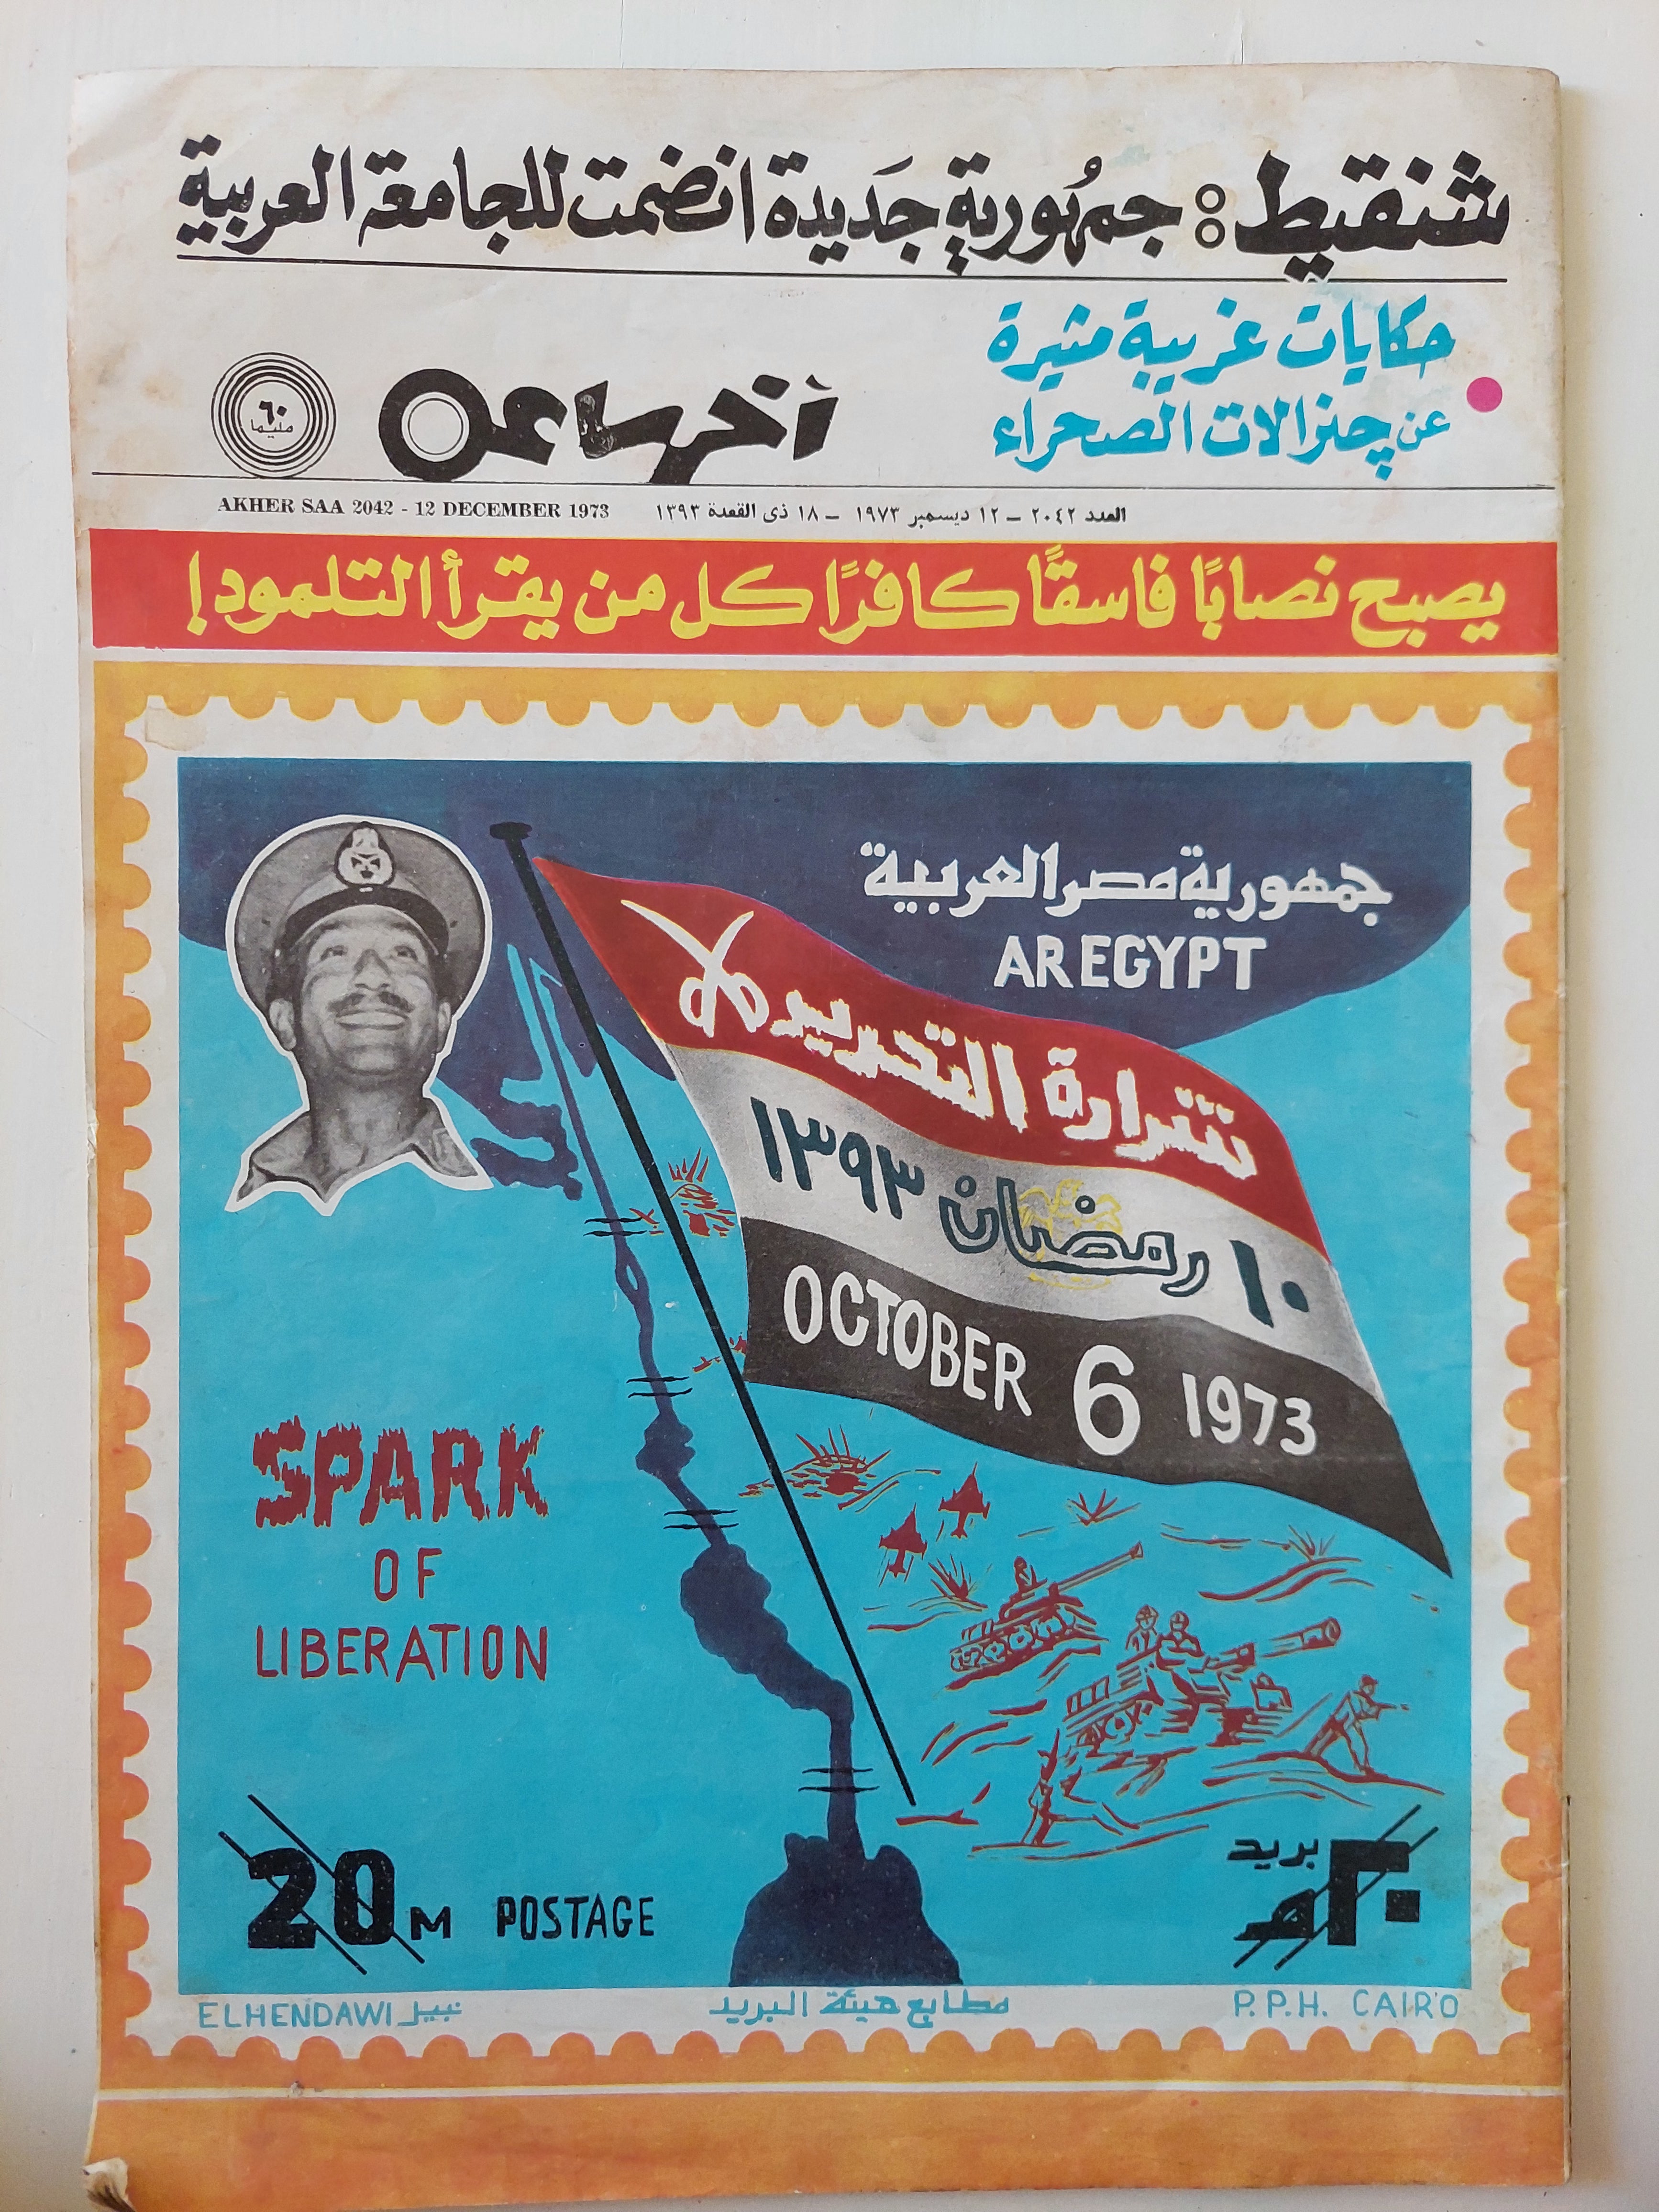 شنقيط: جمهورية جديدة انضمت للجامعة العربية
حكايات غريبة مثيرة
عن جنرالات الصحراء
آخر ساعة
٦٠
مليما
العدد ٢٠٤٢ - ١٢ ديسمبر ١٩٧٣ - ١٨ ذى القعدة ١٣٩٣
AKHER SAA 2042 - 12 DECEMBER 1973
يصبح نصابًا فاسقًا كافرًا كل من يقرأ التلمود!
جمهورية مصر العربية
AR EGYPT
شرارة التحرير
١٠ رمضان ١٣٩٣
OCTOBER 6 1973
SPARK
OF
LIBERATION
20M POSTAGE
بريد
٢٠م
ELHENDAWI نبيل
مطابع هيئة البريد
P.P.H. CAIRO